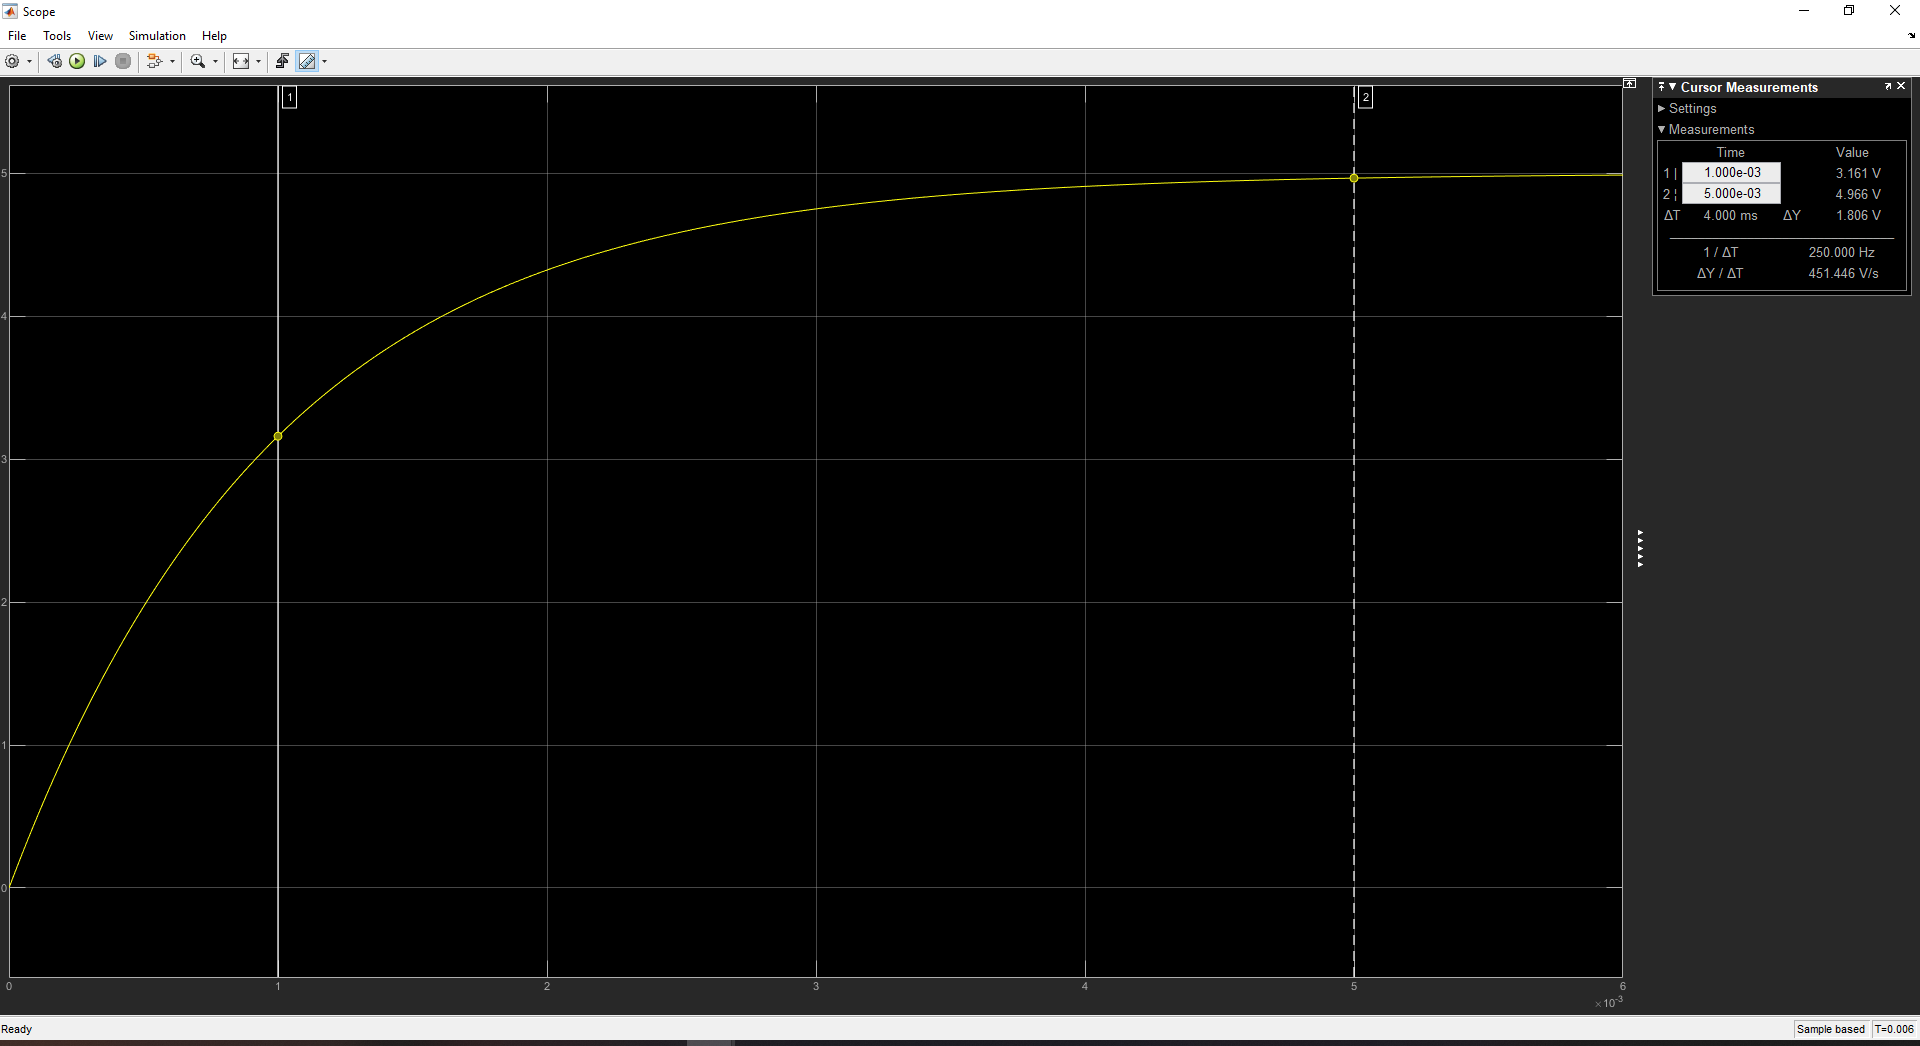 Scope
File Tools View Simulation Help
1
2
Cursor Measurements
Settings
Measurements
Time Value
1 | 1.000e-03 3.161 V
2 ¦ 5.000e-03 4.966 V
ΔT 4.000 ms ΔY 1.806 V
1 / ΔT 250.000 Hz
ΔY / ΔT 451.446 V/s
5
4
3
2
1
0
0 1 2 3 4 5 6
×10⁻³
Ready Sample based T=0.006